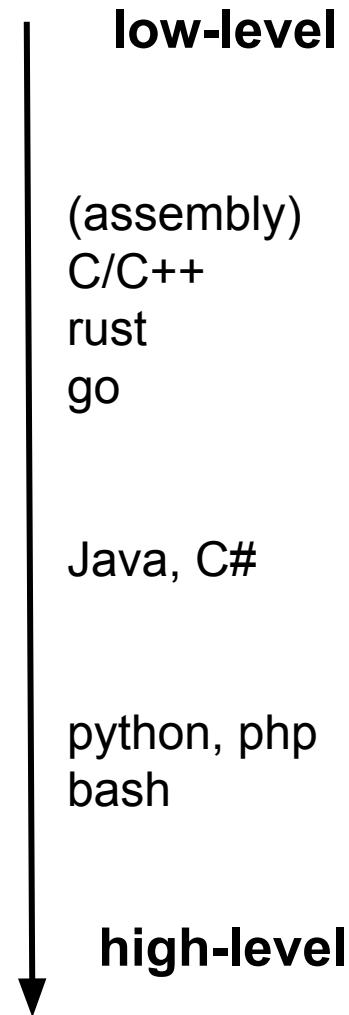 low-level
(assembly)
C/C++
rust
go
Java, C#
python, php
bash
high-level